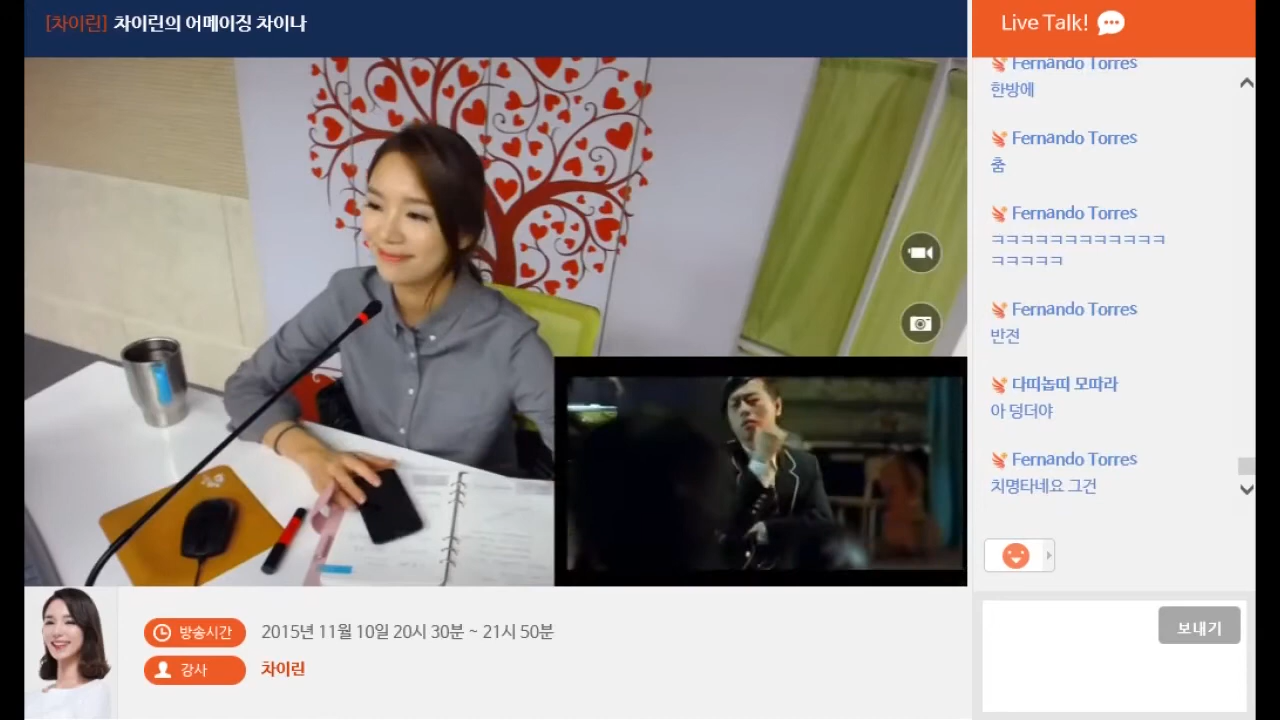 [차이린] 차이린의 어메이징 차이나
Live Talk!
Fernando Torres
한방에
Fernando Torres
춤
Fernando Torres
ㅋㅋㅋㅋㅋㅋㅋㅋㅋㅋㅋㅋ
ㅋㅋㅋㅋㅋ
Fernando Torres
반전
다띠놉띠 모따라
아 덩더야
Fernando Torres
치명타네요 그건
보내기
방송시간 2015년 11월 10일 20시 30분 ~ 21시 50분
강사 차이린